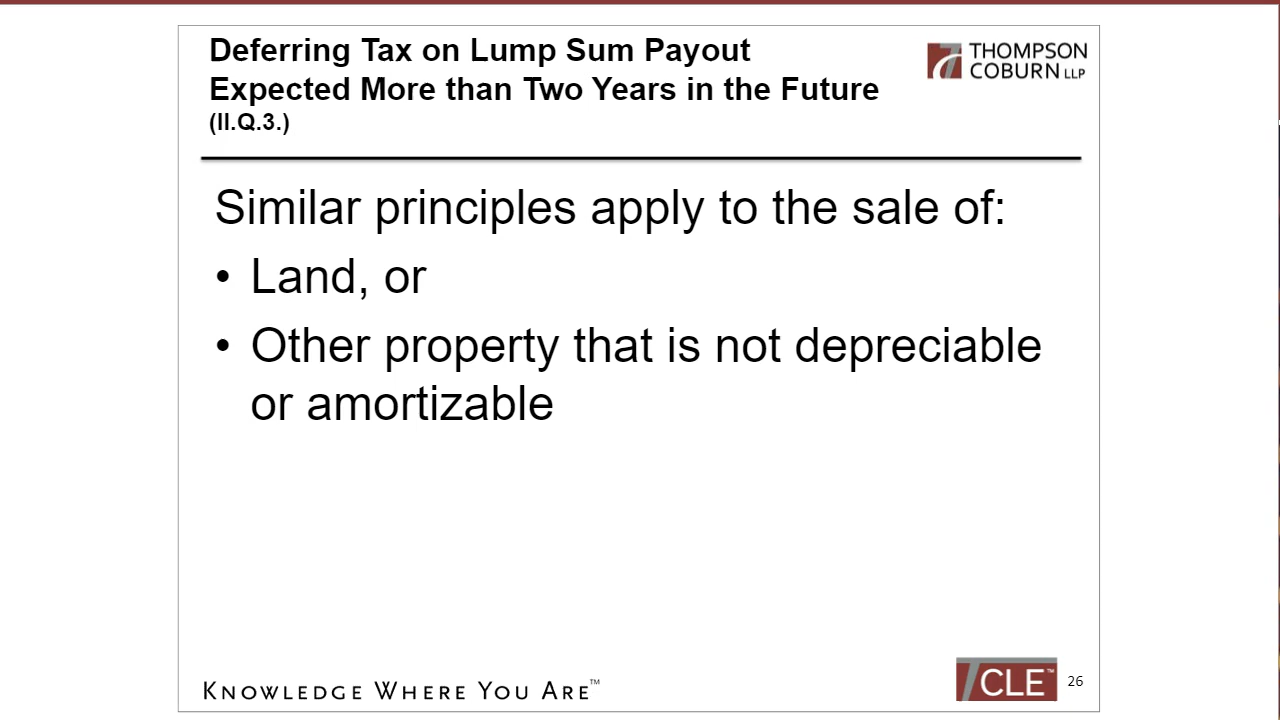 Deferring Tax on Lump Sum Payout
Expected More than Two Years in the Future
(II.Q.3.)
THOMPSON
COBURN LLP
Similar principles apply to the sale of:
• Land, or
• Other property that is not depreciable
or amortizable
KNOWLEDGE WHERE YOU ARE™
CLE™
26